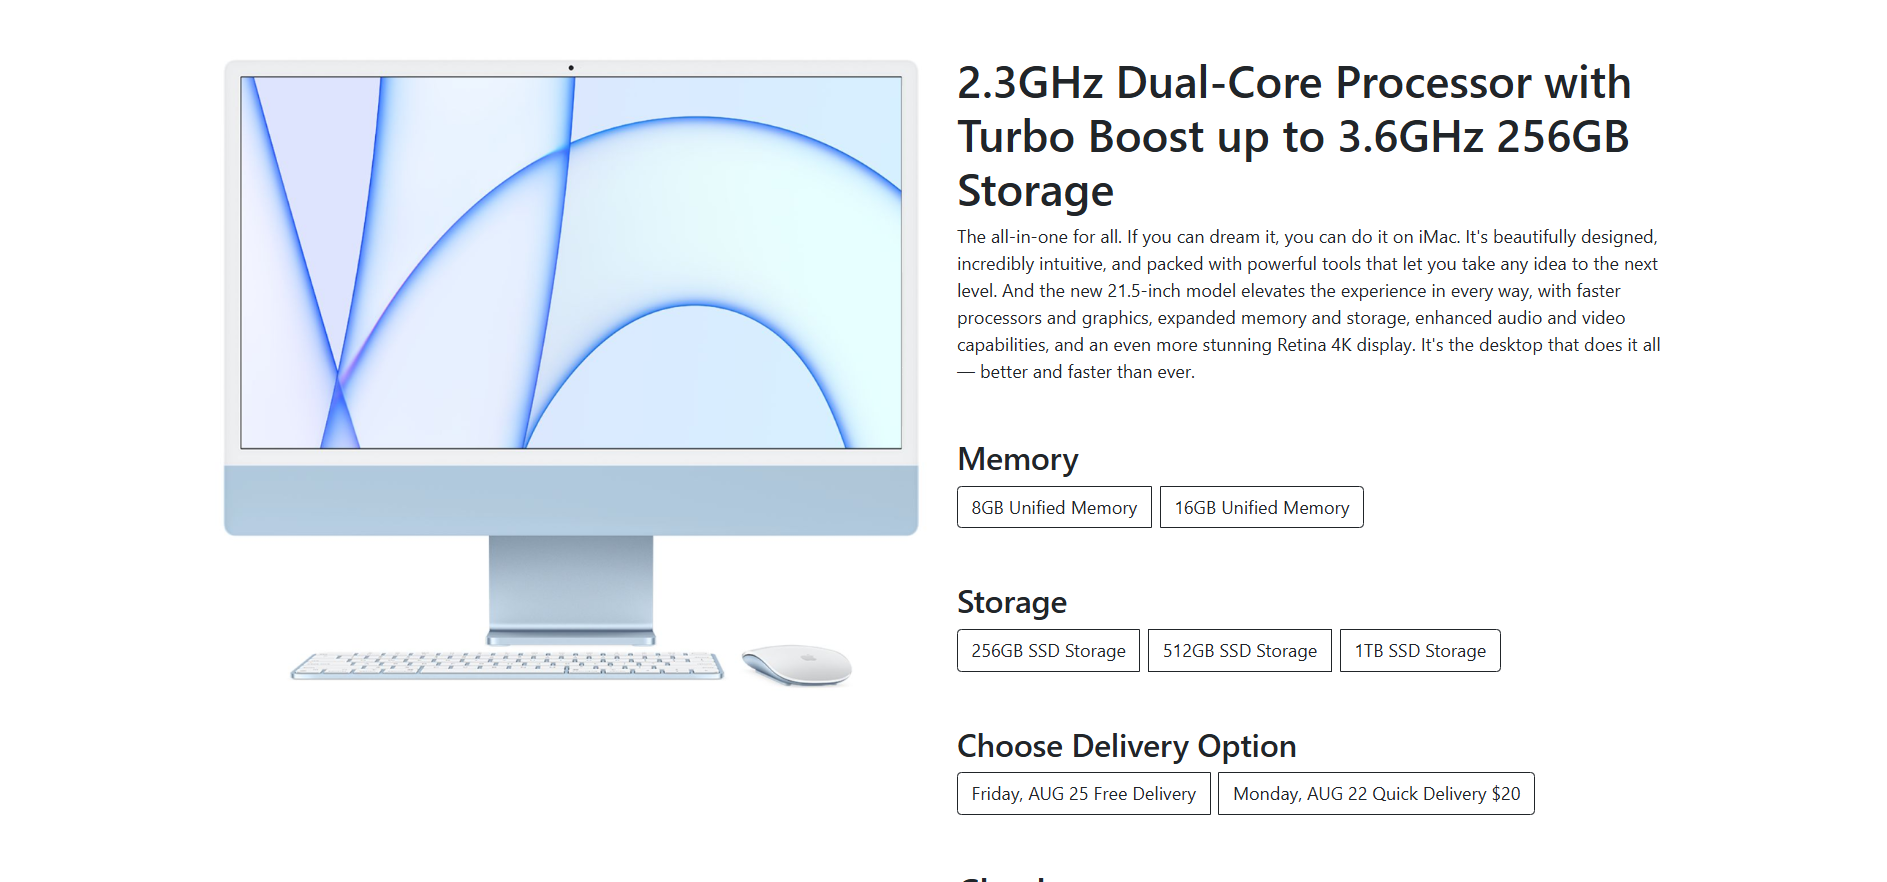 2.3GHz Dual-Core Processor with
Turbo Boost up to 3.6GHz 256GB
Storage
The all-in-one for all. If you can dream it, you can do it on iMac. It's beautifully designed,
incredibly intuitive, and packed with powerful tools that let you take any idea to the next
level. And the new 21.5-inch model elevates the experience in every way, with faster
processors and graphics, expanded memory and storage, enhanced audio and video
capabilities, and an even more stunning Retina 4K display. It's the desktop that does it all
— better and faster than ever.
Memory
8GB Unified Memory 16GB Unified Memory
Storage
256GB SSD Storage 512GB SSD Storage 1TB SSD Storage
Choose Delivery Option
Friday, AUG 25 Free Delivery Monday, AUG 22 Quick Delivery $20